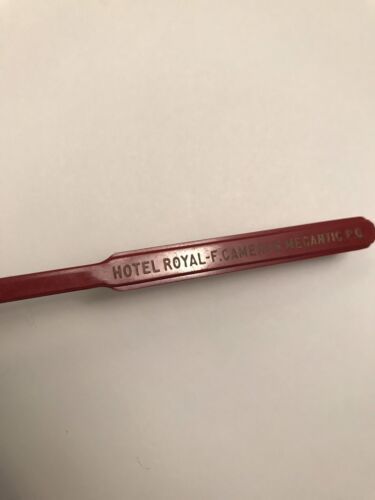 HOTEL ROYAL-F. MEGANTIC P.Q.